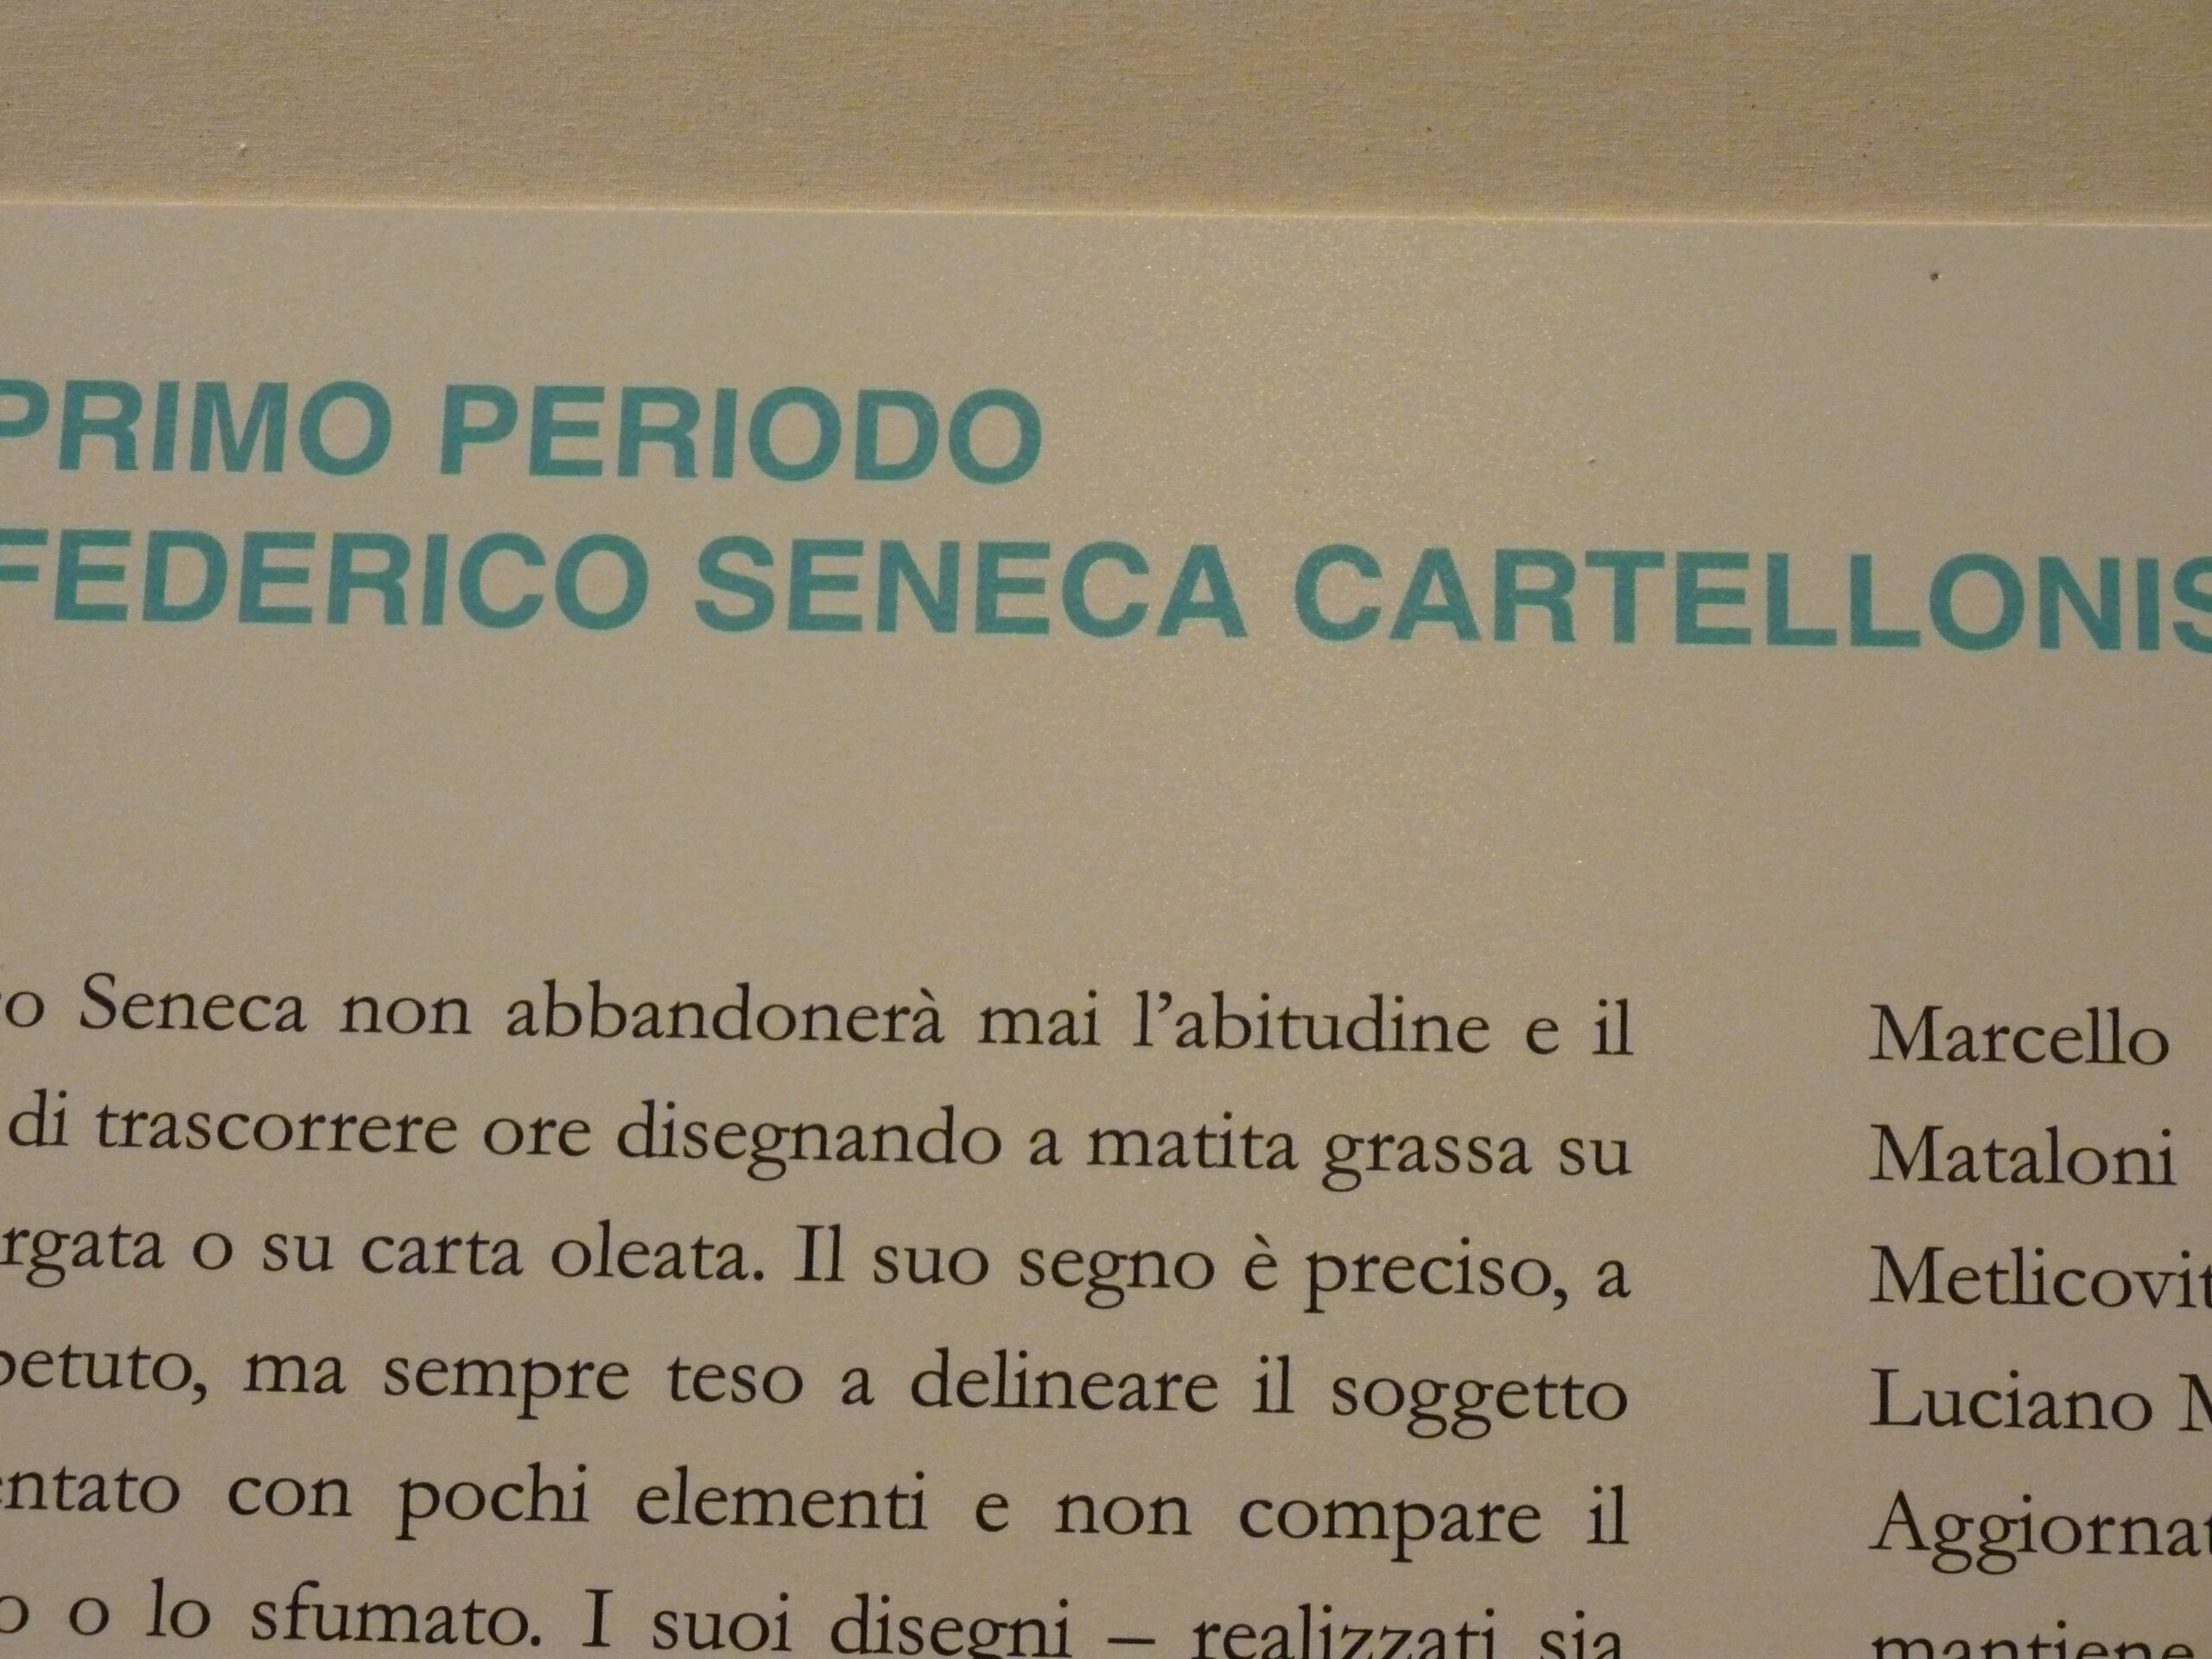 PRIMO PERIODO
FEDERICO SENECA CARTELLONIS
Seneca non abbandonerà mai l'abitudine e il
di trascorrere ore disegnando a matita grassa su
rgata o su carta oleata. Il suo segno è preciso, a
petuto, ma sempre teso a delineare il soggetto
entato con pochi elementi e non compare il
o o lo sfumato. I suoi disegni – realizzati sia
Marcello
Mataloni
Metlicovit
Luciano M
Aggiornat
mantiene